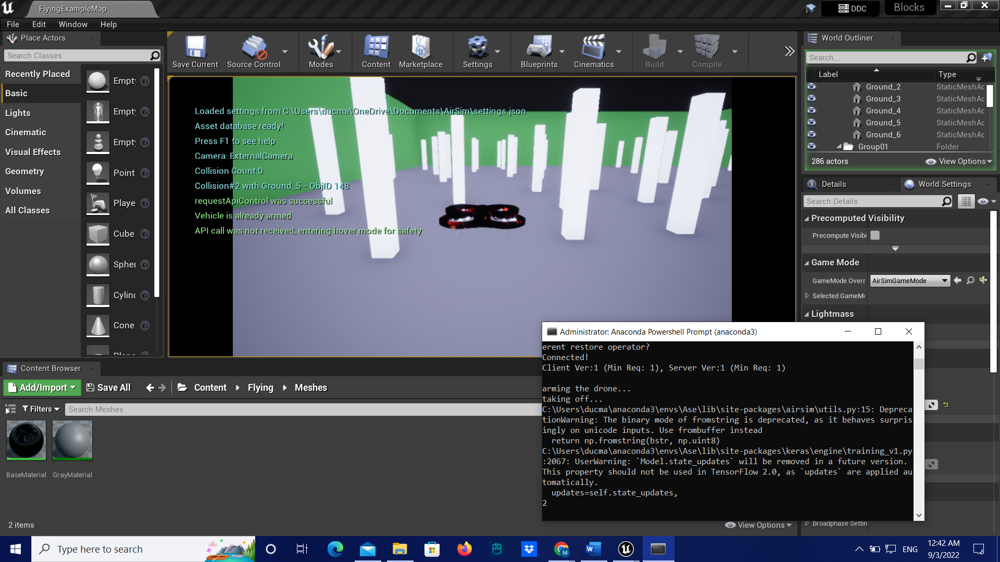 FlyingExampleMap
DDC
Blocks
File Edit Window Help
Place Actors
Search Classes
Recently Placed
Basic
Lights
Cinematic
Visual Effects
Geometry
Volumes
All Classes
Empt
Empt
Empt
Point
Playe
Cube
Spher
Cylin
Cone
Save Current
Source Control
Modes
Content
Marketplace
Settings
Blueprints
Cinematics
Build
Compile
Loaded settings from C:\Users\ducma\OneDrive\Documents\AirSim\settings.json
Asset database ready!
Press F1 to see help
Camera: ExternalCamera
Collision Count:0
Collision#2 with Ground_5 - ObjID 148
requestApiControl was successful
Vehicle is already armed
API call was not received, entering hover mode for safety
World Outliner
Search...
Label Type
Ground_2 StaticMeshAc
Ground_3 StaticMeshAc
Ground_4 StaticMeshAc
Ground_5 StaticMeshAc
Ground_6 StaticMeshAc
Group01 Folder
286 actors
View Options
Details
World Settings
Search Details
Precomputed Visibility
Precompute Visibi
Game Mode
GameMode Overr AirSimGameMode
Selected GameM
Lightmass
Broadphase Settin
Administrator: Anaconda Powershell Prompt (anaconda3)
erent restore operator?
Connected!
Client Ver:1 (Min Req: 1), Server Ver:1 (Min Req: 1)
arming the drone...
taking off...
C:\Users\ducma\anaconda3\envs\Ase\lib\site-packages\airsim\utils.py:15: Depreca
tionWarning: The binary mode of fromstring is deprecated, as it behaves surpris
ingly on unicode inputs. Use frombuffer instead
return np.fromstring(bstr, np.uint8)
C:\Users\ducma\anaconda3\envs\Ase\lib\site-packages\keras\engine\training_v1.py
:2067: UserWarning: `Model.state_updates` will be removed in a future version.
This property should not be used in TensorFlow 2.0, as `updates` are applied au
tomatically.
updates=self.state_updates,
2
Content Browser
Add/Import
Save All
Content Flying Meshes
Filters
Search Meshes
BaseMaterial
GrayMaterial
2 items
View Options
Type here to search
ENG
12:42 AM
9/3/2022